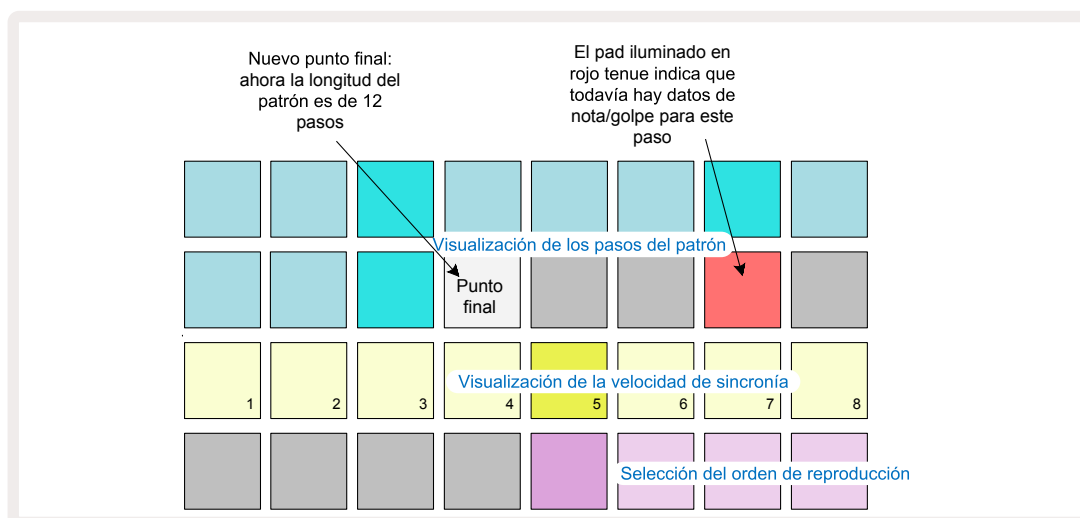 Nuevo punto final:
ahora la longitud del
patrón es de 12
pasos
El pad iluminado en
rojo tenue indica que
todavía hay datos de
nota/golpe para este
paso
Visualización de los pasos del patrón
Punto
final
Visualización de la velocidad de sincronía
1 2 3 4 5 6 7 8
Selección del orden de reproducción